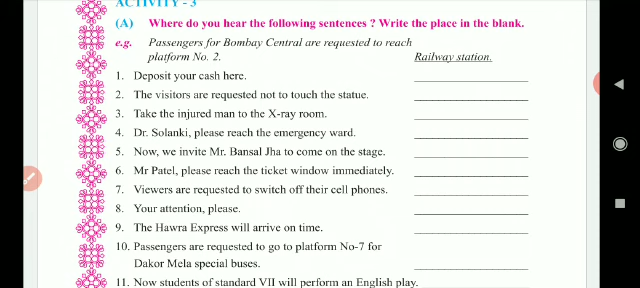 ACTIVITY - 3
(A) Where do you hear the following sentences ? Write the place in the blank.
e.g. Passengers for Bombay Central are requested to reach
platform No. 2. Railway station.
1. Deposit your cash here.
2. The visitors are requested not to touch the statue.
3. Take the injured man to the X-ray room.
4. Dr. Solanki, please reach the emergency ward.
5. Now, we invite Mr. Bansal Jha to come on the stage.
6. Mr Patel, please reach the ticket window immediately.
7. Viewers are requested to switch off their cell phones.
8. Your attention, please.
9. The Hawra Express will arrive on time.
10. Passengers are requested to go to platform No-7 for
Dakor Mela special buses.
11. Now students of standard VII will perform an English play.